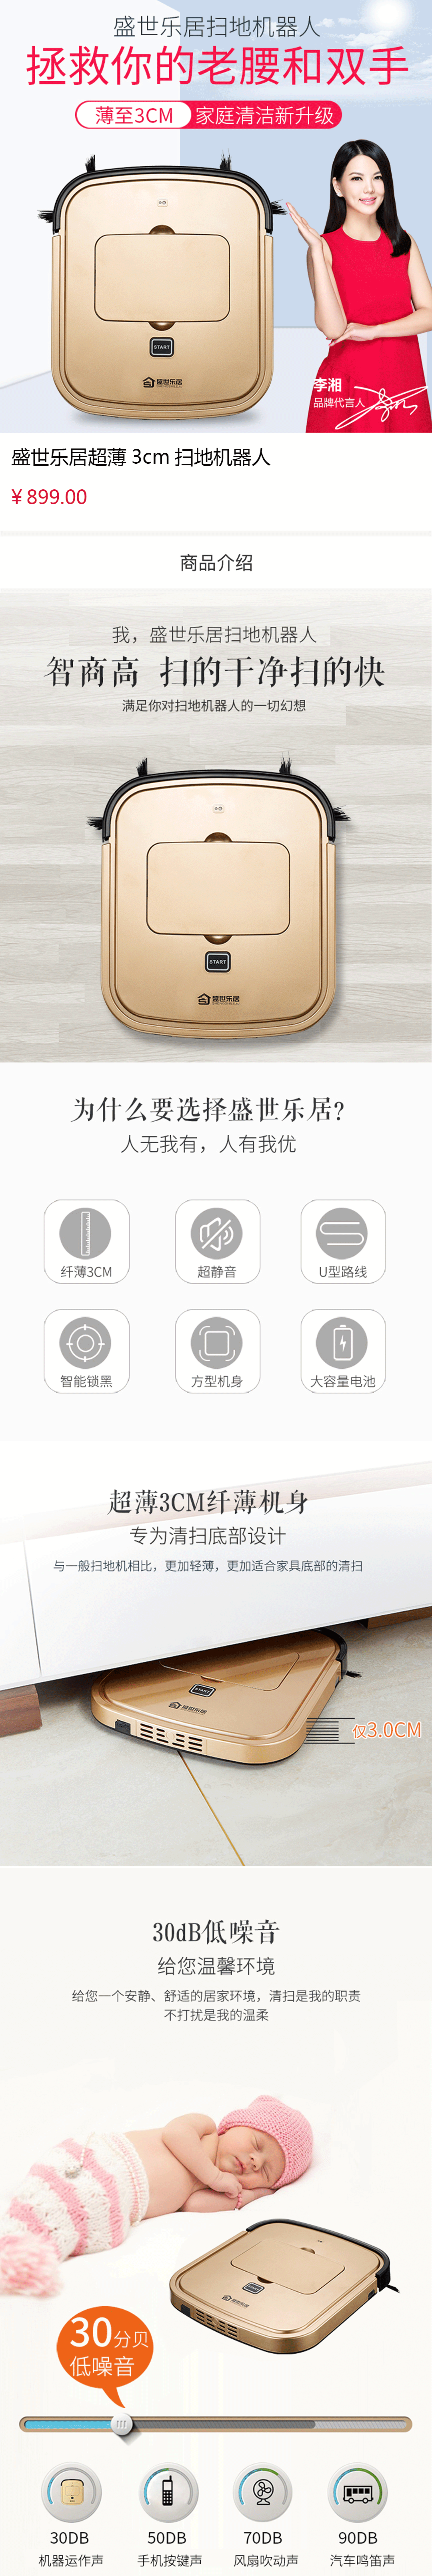 盛世乐居扫地机器人
拯救你的老腰和双手
薄至3CM 家庭清洁新升级
START
盛世乐居
李湘
品牌代言人
盛世乐居超薄 3cm 扫地机器人
¥ 899.00
商品介绍
我，盛世乐居扫地机器人
智商高 扫的干净扫的快
满足你对扫地机器人的一切幻想
START
盛世乐居
为什么要选择盛世乐居?
人无我有，人有我优
纤薄3CM
超静音
U型路线
智能锁黑
方型机身
大容量电池
超薄3CM纤薄机身
专为清扫底部设计
与一般扫地机相比，更加轻薄，更加适合家具底部的清扫
START
盛世乐居
仅3.0CM
30dB低噪音
给您温馨环境
给您一个安静、舒适的居家环境，清扫是我的职责
不打扰是我的温柔
30分贝
低噪音
30DB
机器运作声
50DB
手机按键声
70DB
风扇吹动声
90DB
汽车鸣笛声